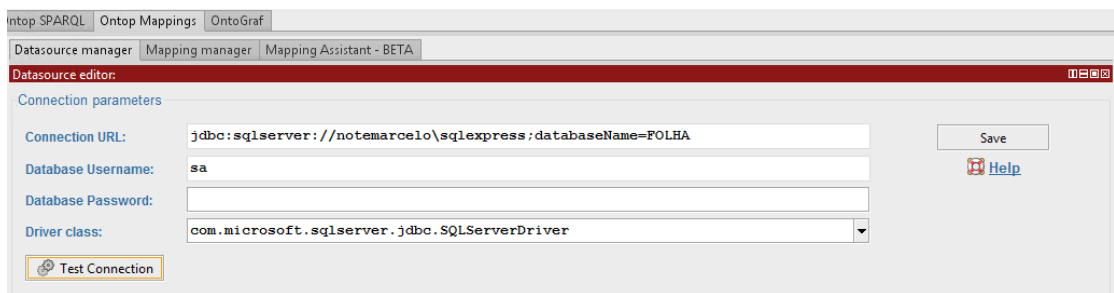 Ontop SPARQL Ontop Mappings OntoGraf
Datasource manager Mapping manager Mapping Assistant - BETA
Datasource editor:
Connection parameters
Connection URL: jdbc:sqlserver://notemarcelo\sqlexpress;databaseName=FOLHA Save
Database Username: sa Help
Database Password:
Driver class: com.microsoft.sqlserver.jdbc.SQLServerDriver
Test Connection